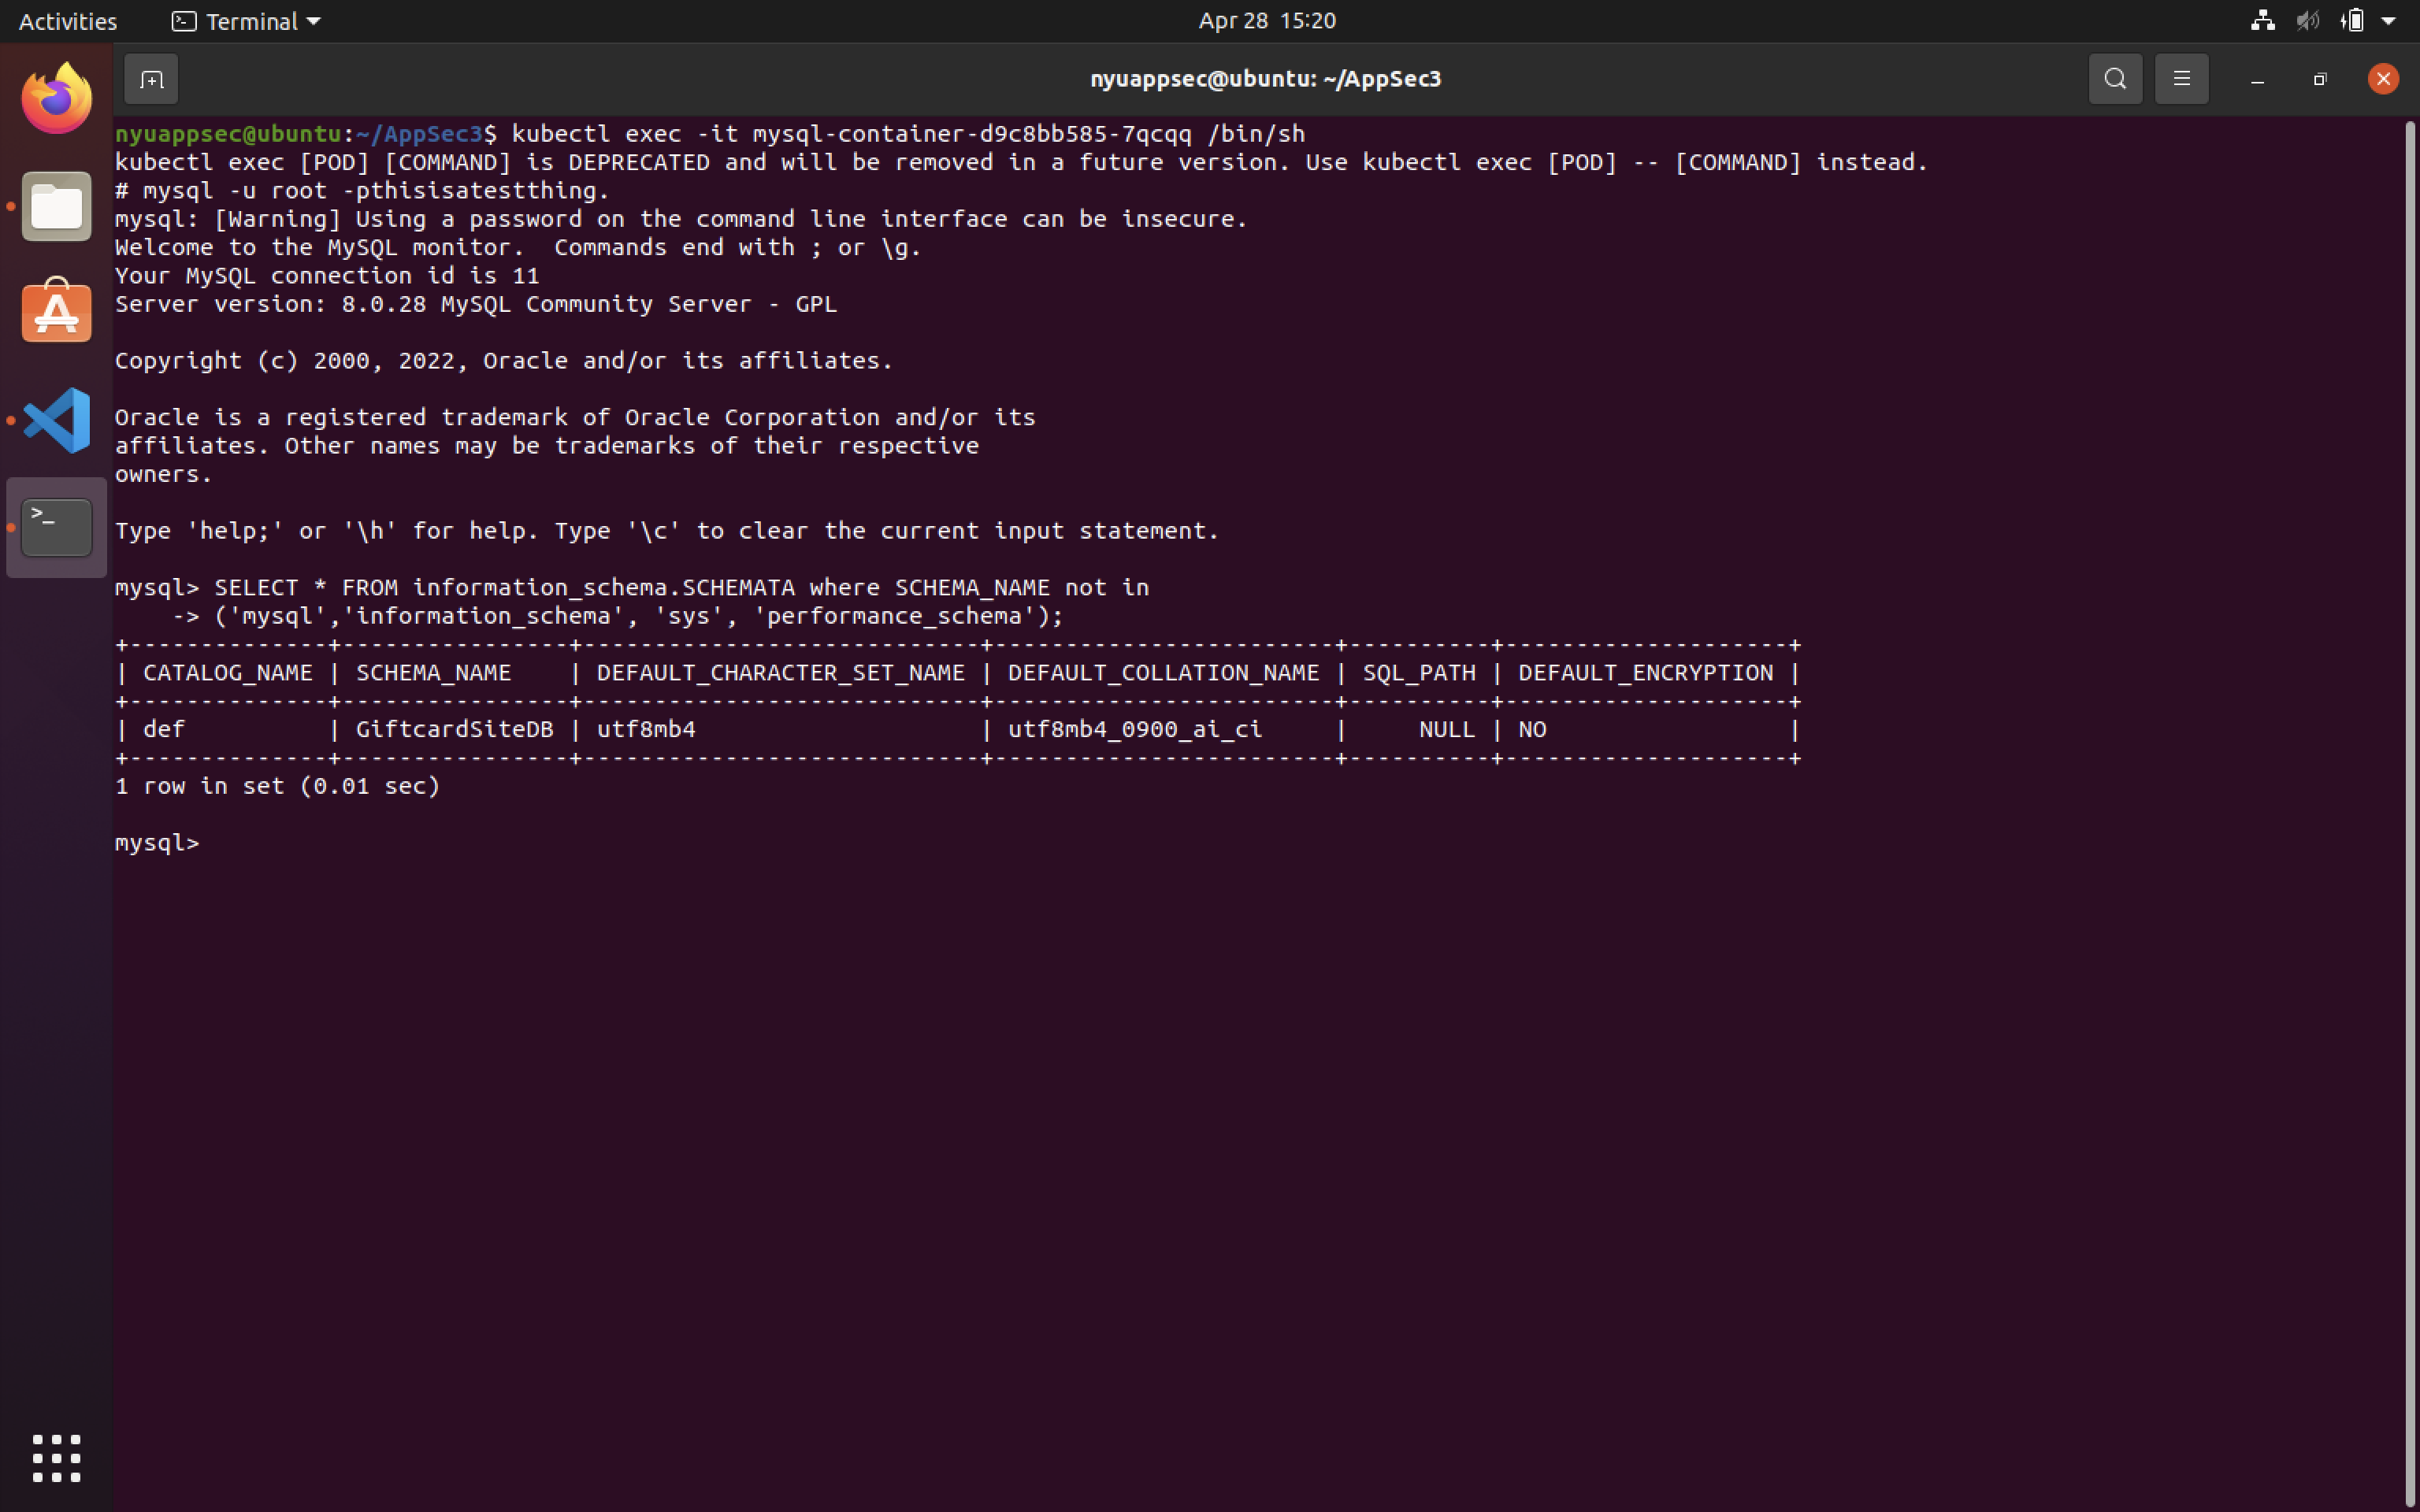 Activities Terminal Apr 28 15:20
nyuappsec@ubuntu: ~/AppSec3
nyuappsec@ubuntu:~/AppSec3$ kubectl exec -it mysql-container-d9c8bb585-7qcqq /bin/sh
kubectl exec [POD] [COMMAND] is DEPRECATED and will be removed in a future version. Use kubectl exec [POD] -- [COMMAND] instead.
# mysql -u root -pthisisatestthing.
mysql: [Warning] Using a password on the command line interface can be insecure.
Welcome to the MySQL monitor.  Commands end with ; or \g.
Your MySQL connection id is 11
Server version: 8.0.28 MySQL Community Server - GPL

Copyright (c) 2000, 2022, Oracle and/or its affiliates.

Oracle is a registered trademark of Oracle Corporation and/or its
affiliates. Other names may be trademarks of their respective
owners.

Type 'help;' or '\h' for help. Type '\c' to clear the current input statement.

mysql> SELECT * FROM information_schema.SCHEMATA where SCHEMA_NAME not in
    -> ('mysql','information_schema', 'sys', 'performance_schema');
+--------------+----------------+----------------------------+------------------------+----------+--------------------+
| CATALOG_NAME | SCHEMA_NAME    | DEFAULT_CHARACTER_SET_NAME | DEFAULT_COLLATION_NAME | SQL_PATH | DEFAULT_ENCRYPTION |
+--------------+----------------+----------------------------+------------------------+----------+--------------------+
| def          | GiftcardSiteDB | utf8mb4                    | utf8mb4_0900_ai_ci     |     NULL | NO                 |
+--------------+----------------+----------------------------+------------------------+----------+--------------------+
1 row in set (0.01 sec)

mysql>